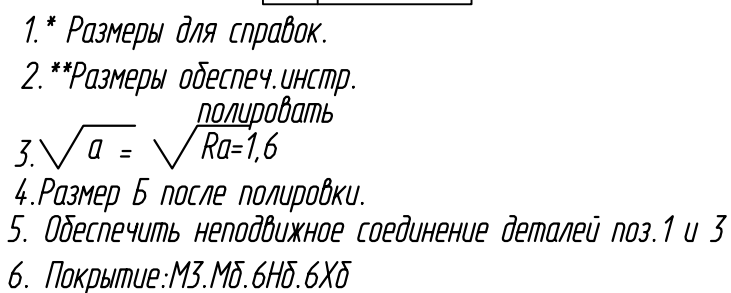 1.* Размеры для справок.
2.**Размеры обеспеч.инстр.
полировать
3.√a = √Ra=1,6
4.Размер Б после полировки.
5. Обеспечить неподвижное соединение деталей поз.1 и 3
6. Покрытие:М3.Мб.6Нб.6Хб